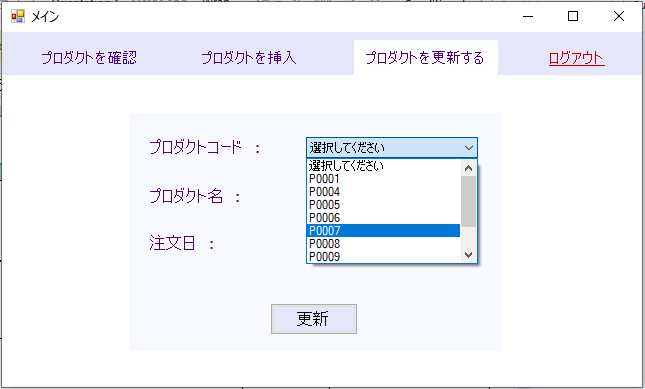 メイン
プロダクトを確認 プロダクトを挿入 プロダクトを更新する ログアウト
プロダクトコード : 選択してください
選択してください
P0001
P0004
P0005
P0006
P0007
P0008
P0009
プロダクト名 :
注文日 :
更新